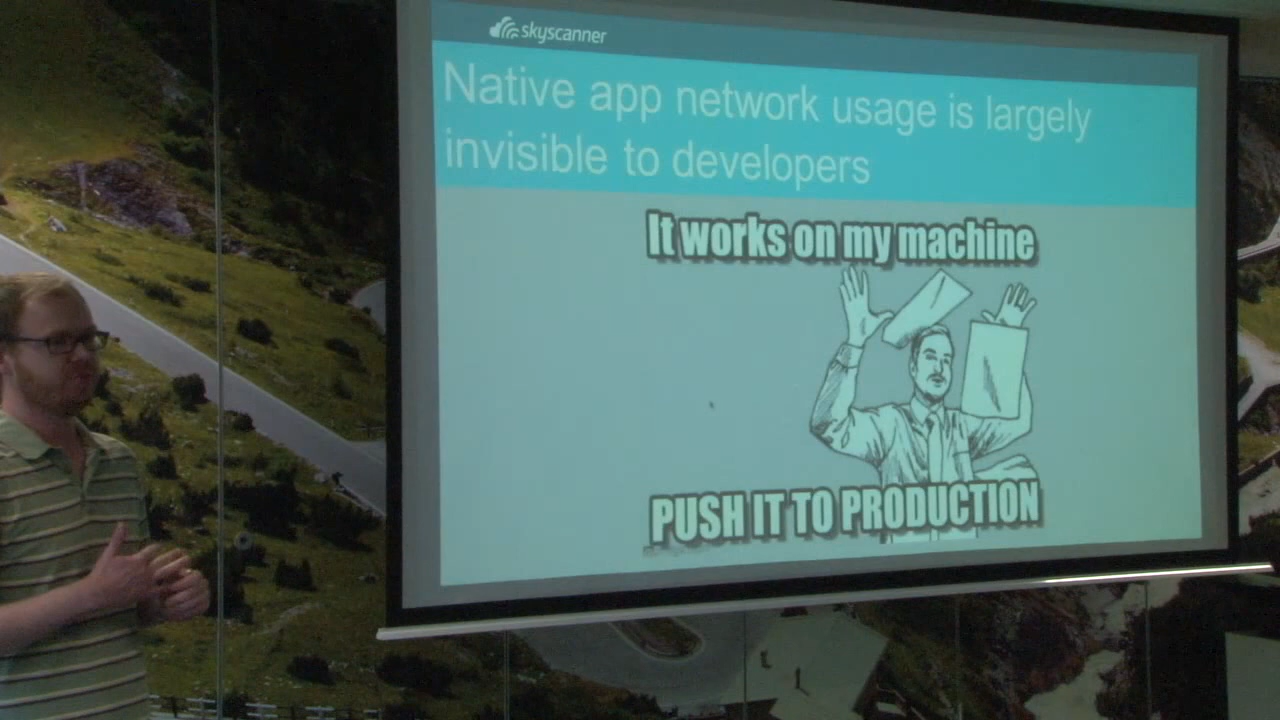 skyscanner
Native app network usage is largely
invisible to developers
It works on my machine
PUSH IT TO PRODUCTION